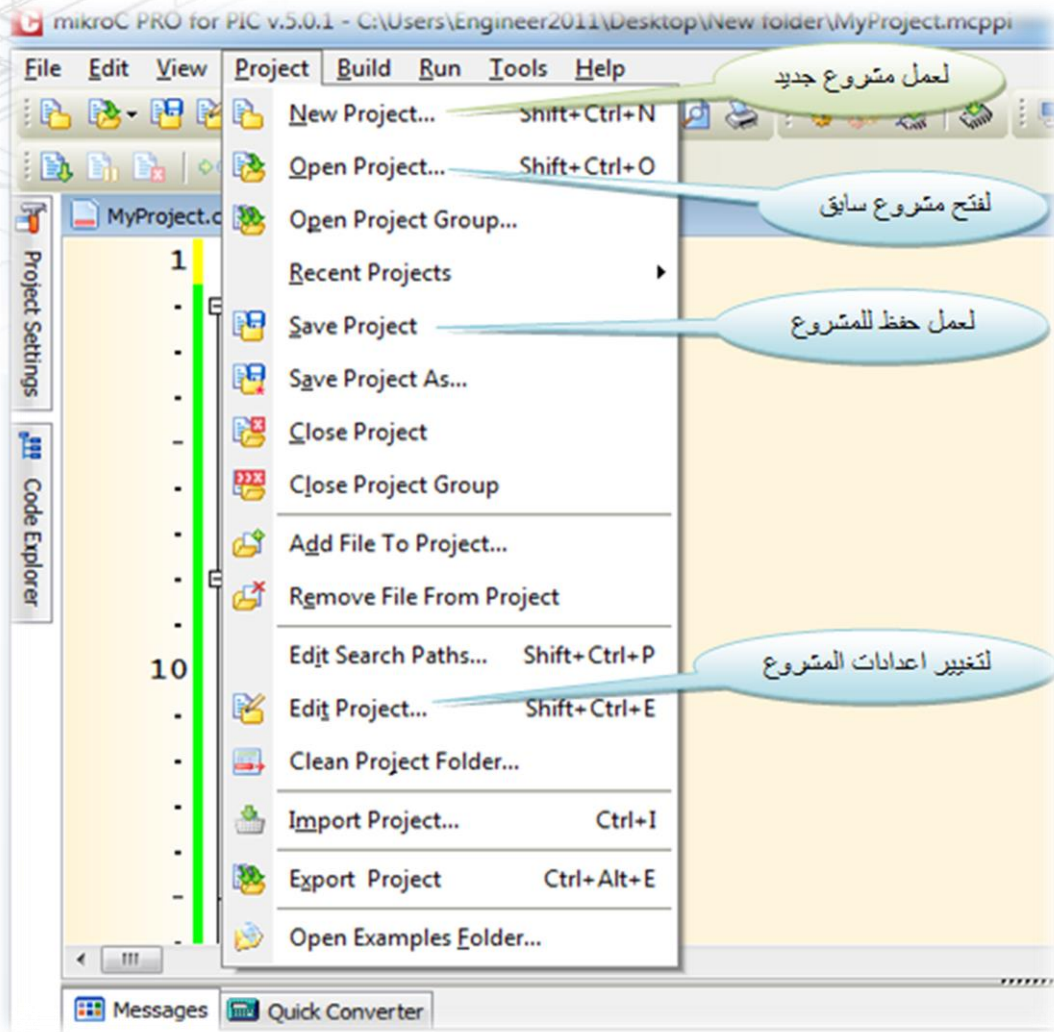 mikroC PRO for PIC v.5.0.1 - C:\Users\Engineer2011\Desktop\New folder\MyProject.mcppi
File Edit View Project Build Run Tools Help
لعمل مشروع جديد
New Project... Shift+Ctrl+N
Open Project... Shift+Ctrl+O
لفتح مشروع سابق
MyProject.c
Open Project Group...
1
Recent Projects
Project Settings
Save Project
لعمل حفظ للمشروع
Save Project As...
Close Project
Code Explorer
Close Project Group
Add File To Project...
Remove File From Project
Edit Search Paths... Shift+Ctrl+P
10
لتغيير اعدادات المشروع
Edit Project... Shift+Ctrl+E
Clean Project Folder...
Import Project... Ctrl+I
Export Project Ctrl+Alt+E
Open Examples Folder...
Messages Quick Converter